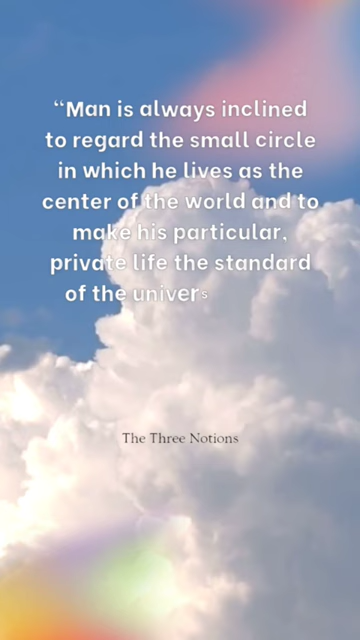 “Man is always inclined
to regard the small circle
in which he lives as the
center of the world and to
make his particular,
private life the standard
of the univers
The Three Notions